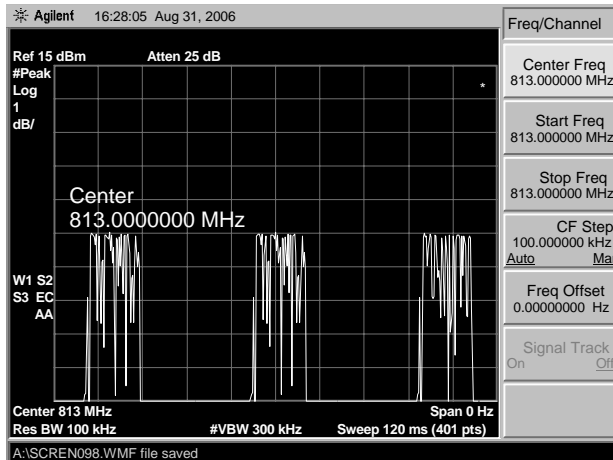 Agilent 16:28:05 Aug 31, 2006
Freq/Channel
Ref 15 dBm Atten 25 dB
#Peak
Log
1
dB/
*
Center
813.0000000 MHz
W1 S2
S3 EC
AA
Center 813 MHz Span 0 Hz
Res BW 100 kHz #VBW 300 kHz Sweep 120 ms (401 pts)
A:\SCREN098.WMF file saved
Center Freq
813.000000 MHz
Start Freq
813.000000 MHz
Stop Freq
813.000000 MHz
CF Step
100.000000 kHz
Auto Ma
Freq Offset
0.00000000 Hz
Signal Track
On Off